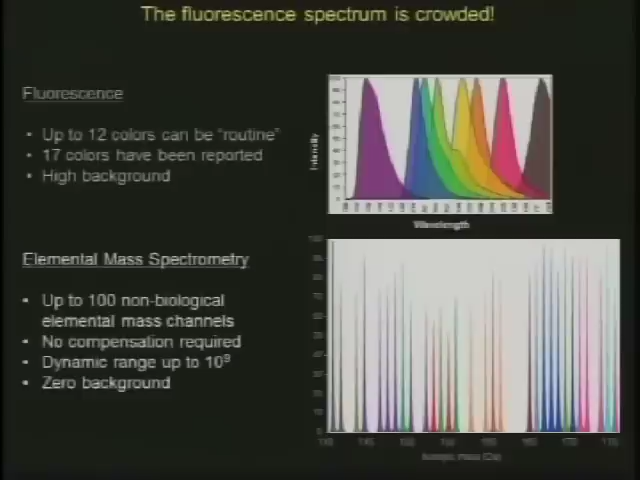 The fluorescence spectrum is crowded!
Fluorescence
• Up to 12 colors can be "routine"
• 17 colors have been reported
• High background
Intensity
Wavelength
Elemental Mass Spectrometry
• Up to 100 non-biological
elemental mass channels
• No compensation required
• Dynamic range up to 10⁹
• Zero background